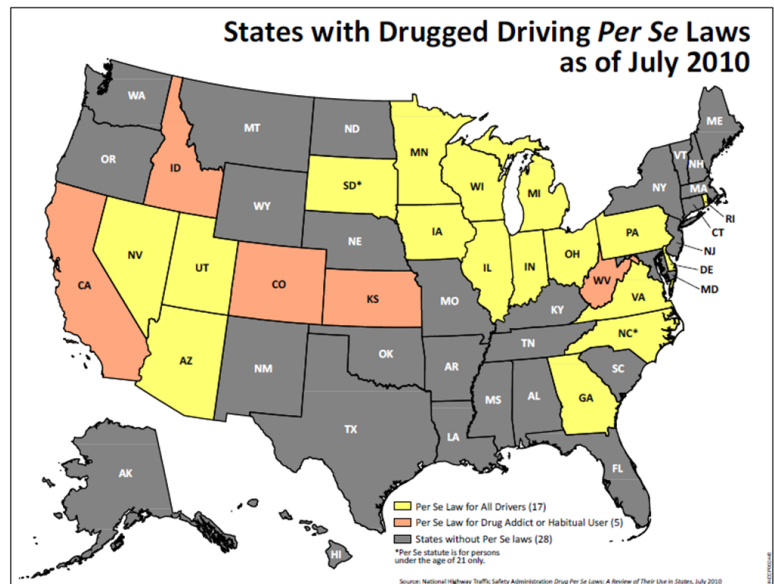 States with Drugged Driving Per Se Laws
as of July 2010
WA
MT
ND
MN
ME
VT
NH
OR
ID
SD*
WI
MI
NY
MA
WY
RI
CT
IA
PA
NE
NJ
NV
UT
IL
IN
OH
DE
CA
CO
KS
MO
WV
VA
MD
KY
NC*
AZ
NM
OK
AR
TN
SC
MS
AL
GA
TX
LA
FL
AK
HI
Per Se Law for All Drivers (17)
Per Se Law for Drug Addict or Habitual User (5)
States without Per Se laws (28)
*Per Se statute is for persons
under the age of 21 only.
Source: National Highway Traffic Safety Administration Drug Per Se Laws: A Review of Their Use in States, July 2010